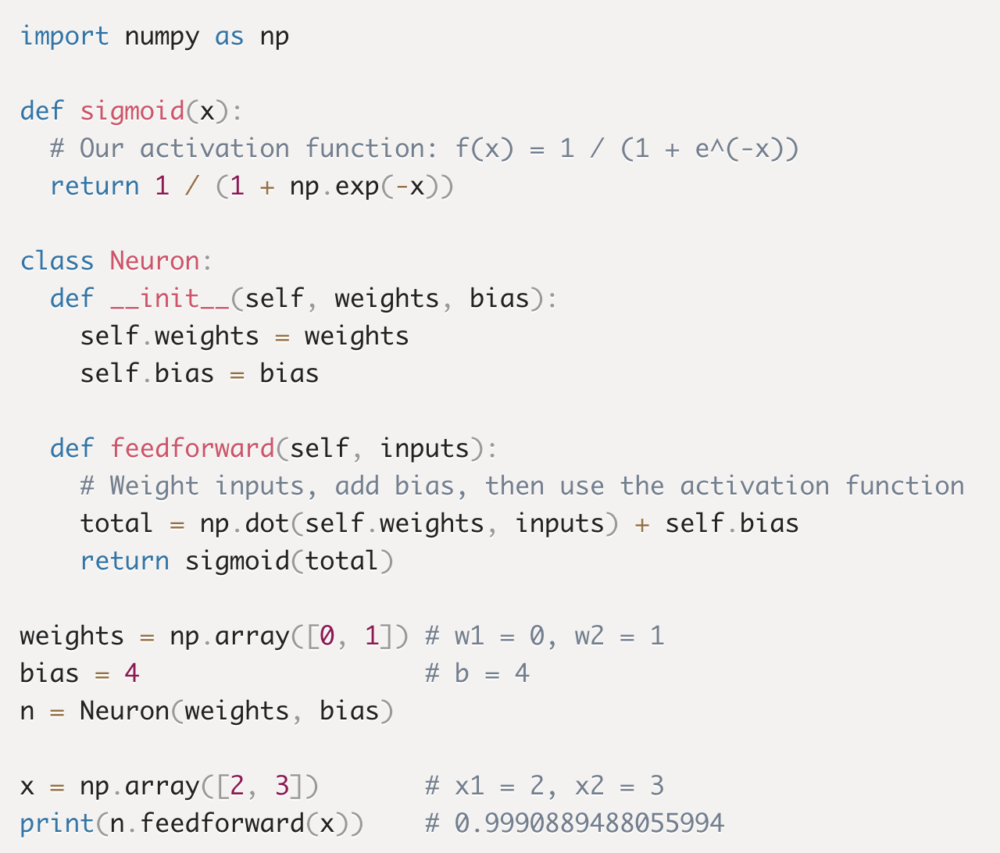 import numpy as np
def sigmoid(x):
  # Our activation function: f(x) = 1 / (1 + e^(-x))
  return 1 / (1 + np.exp(-x))
class Neuron:
  def __init__(self, weights, bias):
    self.weights = weights
    self.bias = bias
  def feedforward(self, inputs):
    # Weight inputs, add bias, then use the activation function
    total = np.dot(self.weights, inputs) + self.bias
    return sigmoid(total)
weights = np.array([0, 1]) # w1 = 0, w2 = 1
bias = 4                   # b = 4
n = Neuron(weights, bias)
x = np.array([2, 3])       # x1 = 2, x2 = 3
print(n.feedforward(x))    # 0.9990889488055994